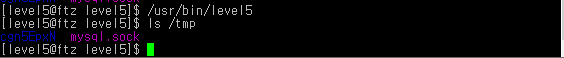 [level5@ftz level5]$ /usr/bin/level5
[level5@ftz level5]$ ls /tmp
mysql.sock
[level5@ftz level5]$